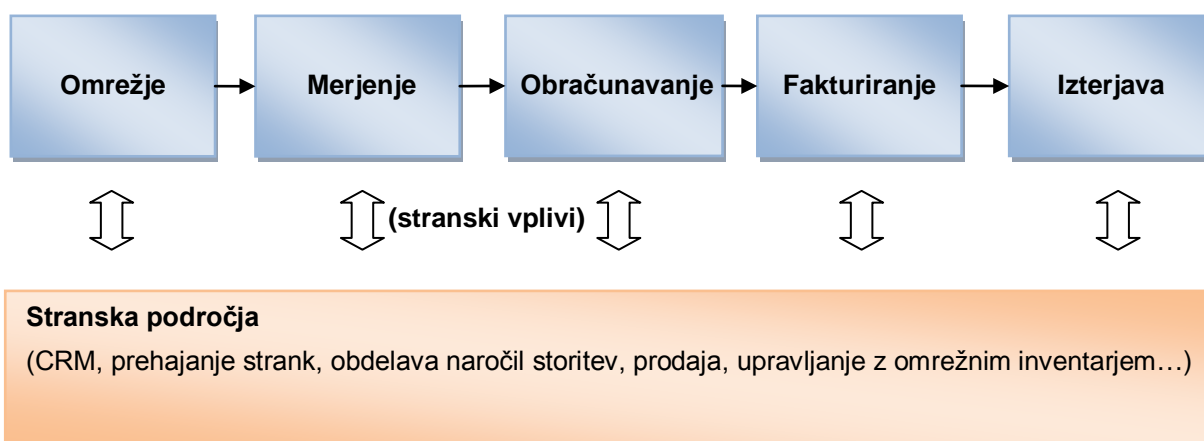 Omrežje
Merjenje
Obračunavanje
Fakturiranje
Izterjava
(stranski vplivi)
Stranska področja
(CRM, prehajanje strank, obdelava naročil storitev, prodaja, upravljanje z omrežnim inventarjem…)